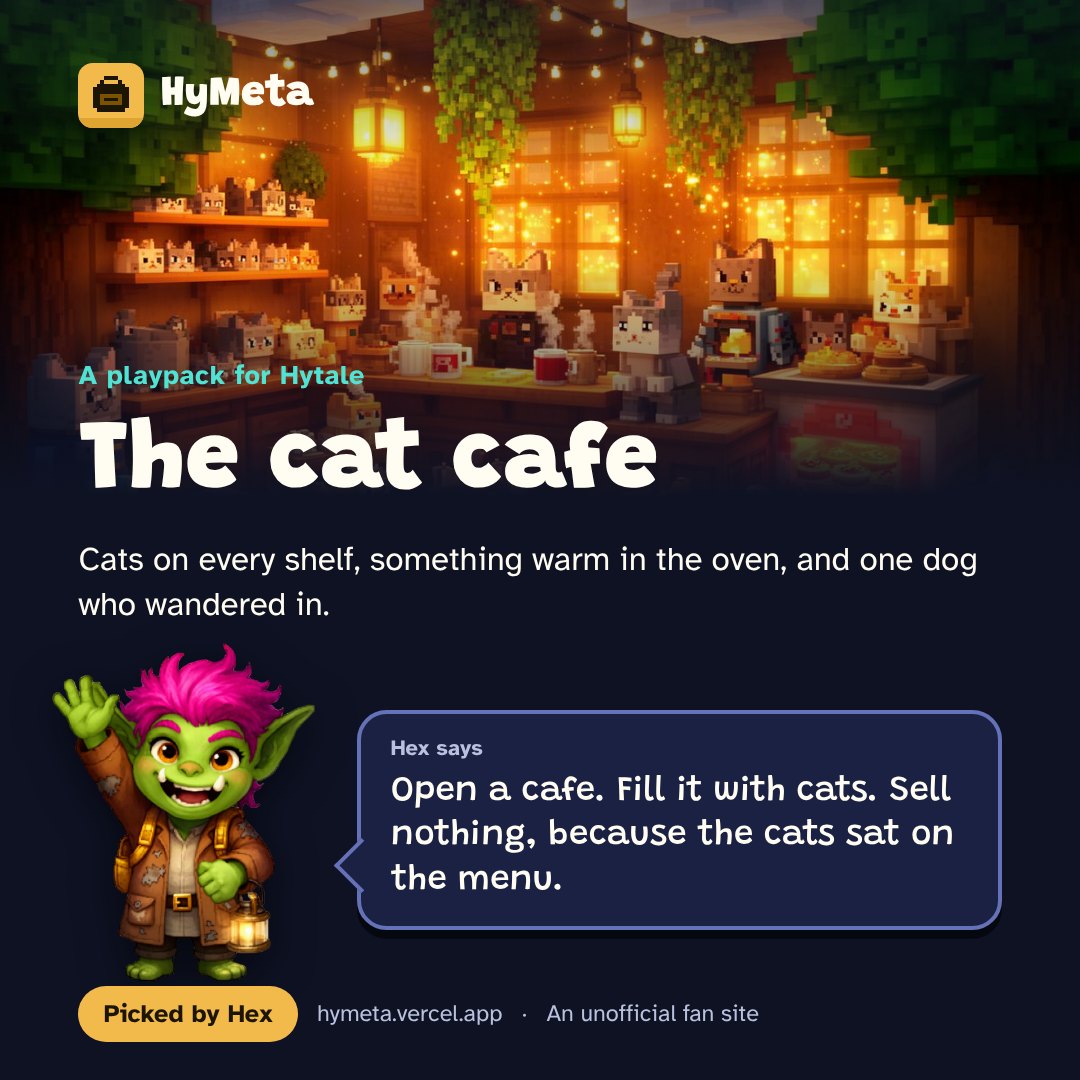 HyMeta
A playpack for Hytale
The cat cafe
Cats on every shelf, something warm in the oven, and one dog
who wandered in.
Hex says
Open a cafe. Fill it with cats. Sell
nothing, because the cats sat on
the menu.
Picked by Hex
hymeta.vercel.app · An unofficial fan site